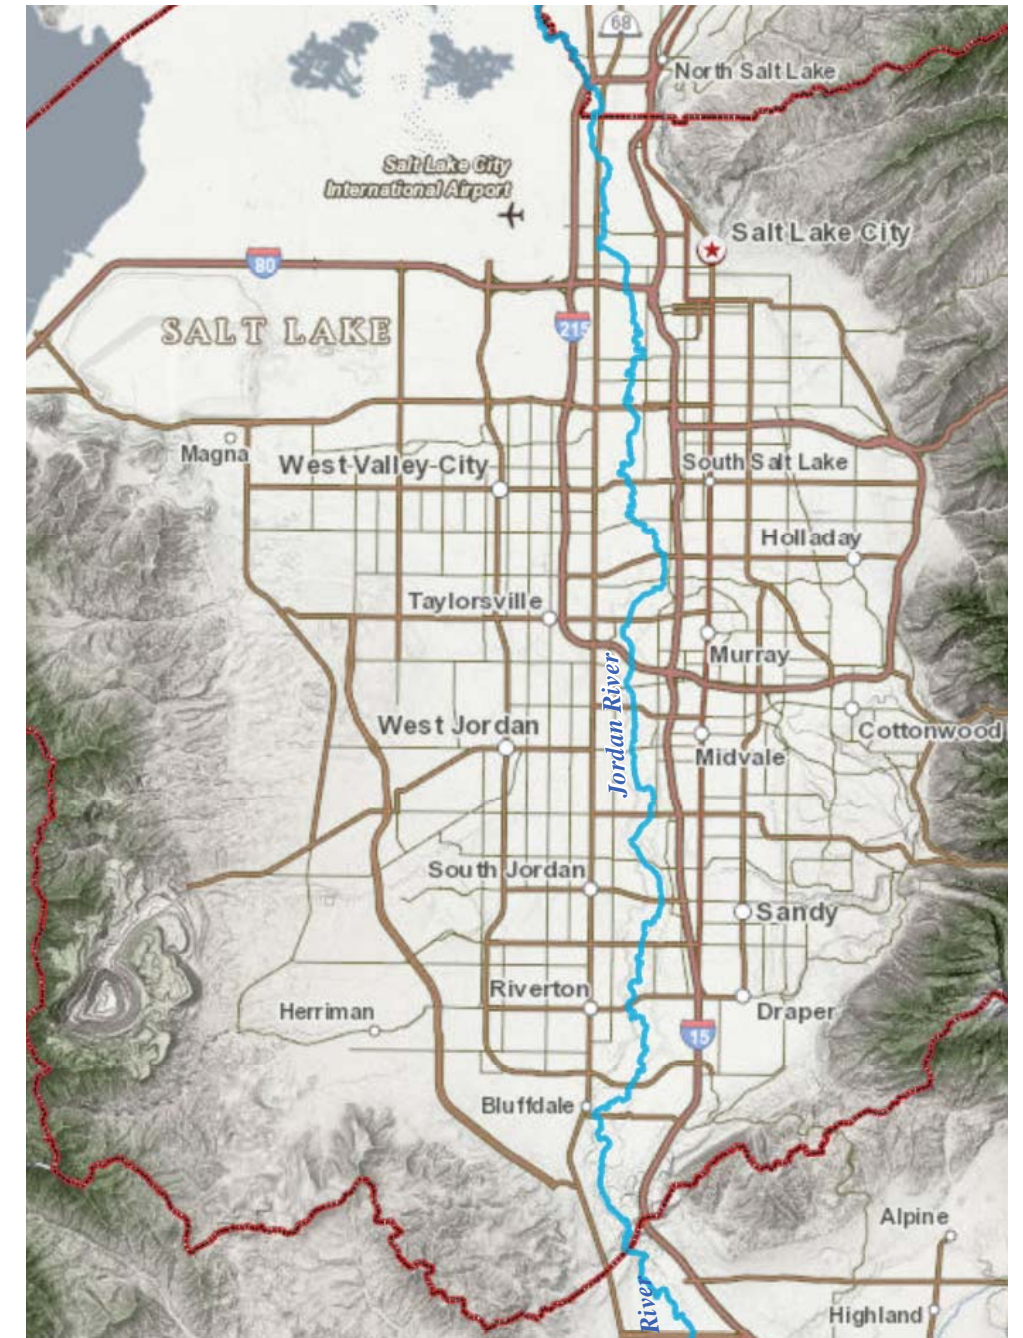 68
North Salt Lake
Salt Lake City
International Airport
Salt Lake City
80
215
SALT LAKE
Magna
West Valley City
South Salt Lake
Holladay
Taylorsville
Murray
Jordan River
West Jordan
Cottonwood
Midvale
South Jordan
Sandy
Riverton
Herriman
Draper
15
Bluffdale
Alpine
River
Highland